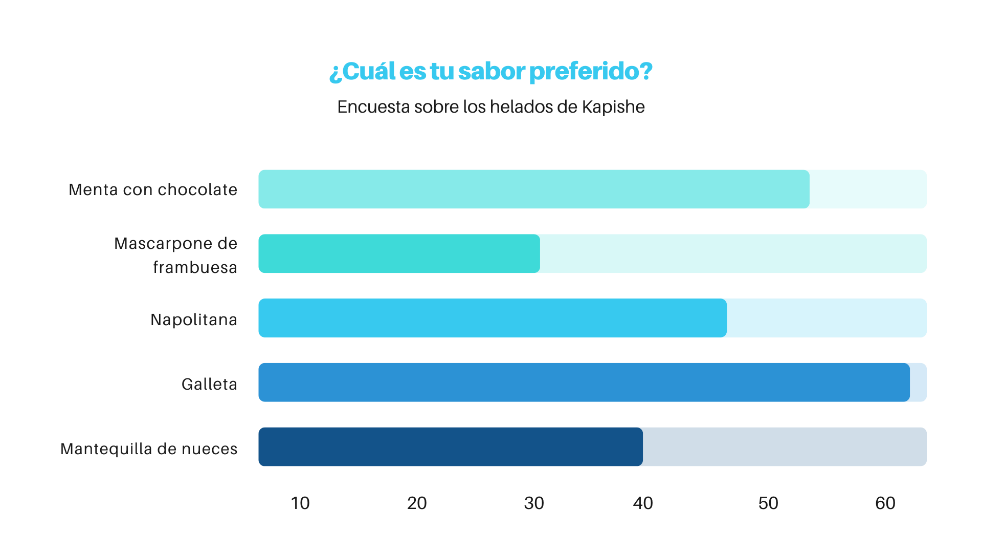 ¿Cuál es tu sabor preferido?
Encuesta sobre los helados de Kapishe
Menta con chocolate
Mascarpone de
frambuesa
Napolitana
Galleta
Mantequilla de nueces
10 20 30 40 50 60